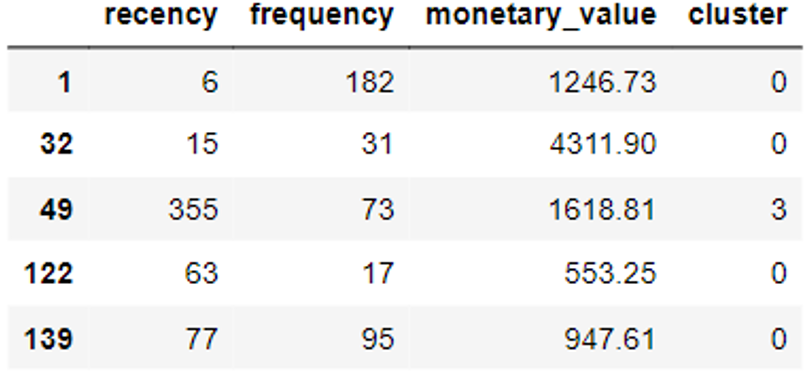 recency frequency monetary_value cluster
1 6 182 1246.73 0
32 15 31 4311.90 0
49 355 73 1618.81 3
122 63 17 553.25 0
139 77 95 947.61 0